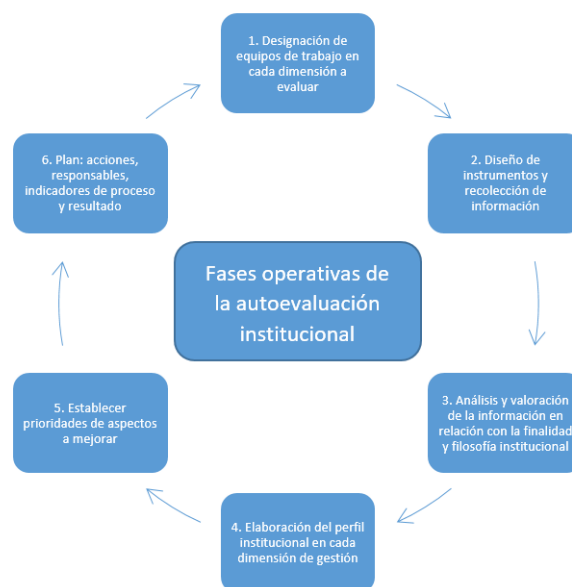 1. Designación de
equipos de trabajo en
cada dimensión a
evaluar
2. Diseño de
instrumentos y
recolección de
información
3. Análisis y valoración
de la información en
relación con la finalidad
y filosofía institucional
4. Elaboración del perfil
institucional en cada
dimensión de gestión
5. Establecer
prioridades de aspectos
a mejorar
6. Plan: acciones,
responsables,
indicadores de proceso
y resultado
Fases operativas de
la autoevaluación
institucional